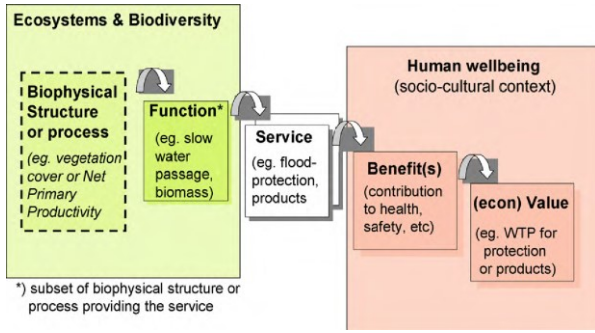 Ecosystems & Biodiversity
Biophysical
Structure
or process
(eg. vegetation
cover or Net
Primary
Productivity)
Function*
(eg. slow
water
passage,
biomass)
Service
(eg. flood-
protection,
products
Human wellbeing
(socio-cultural context)
Benefit(s)
(contribution
to health,
safety, etc)
(econ) Value
(eg. WTP for
protection
or products)
*) subset of biophysical structure or
process providing the service